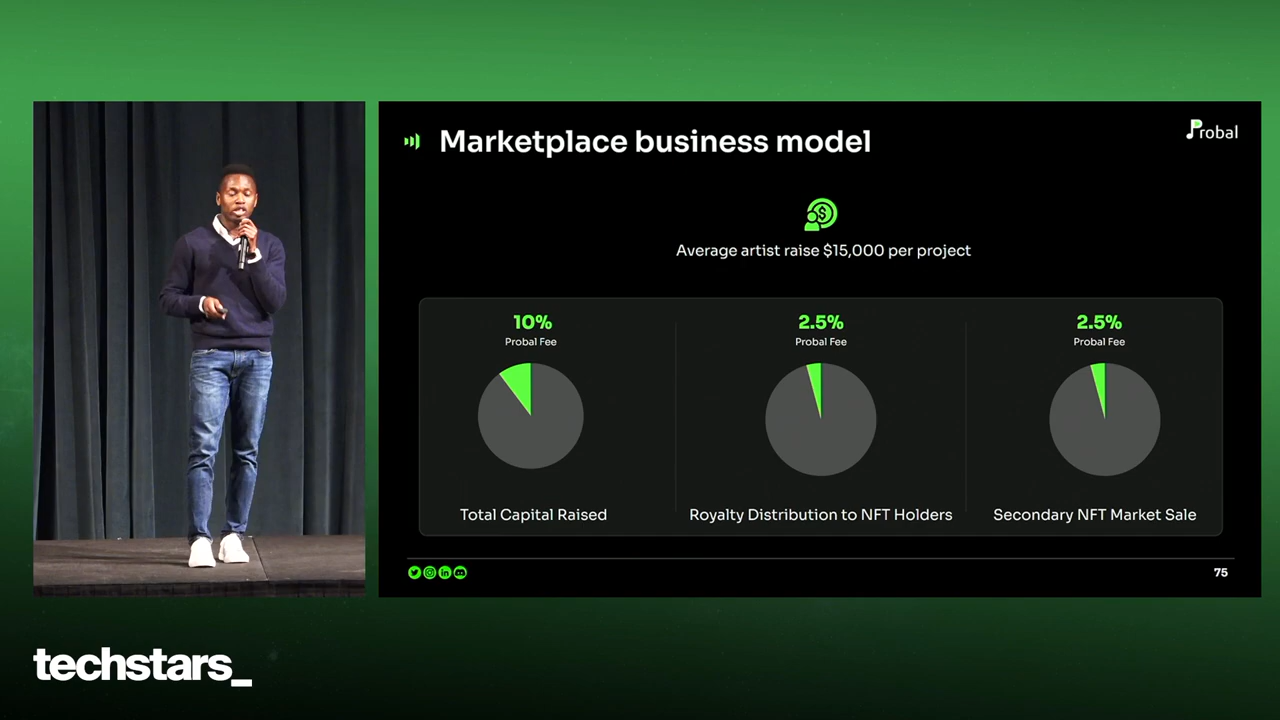 Marketplace business model
Probal
Average artist raise $15,000 per project
10%
Probal Fee
Total Capital Raised
2.5%
Probal Fee
Royalty Distribution to NFT Holders
2.5%
Probal Fee
Secondary NFT Market Sale
75
techstars_